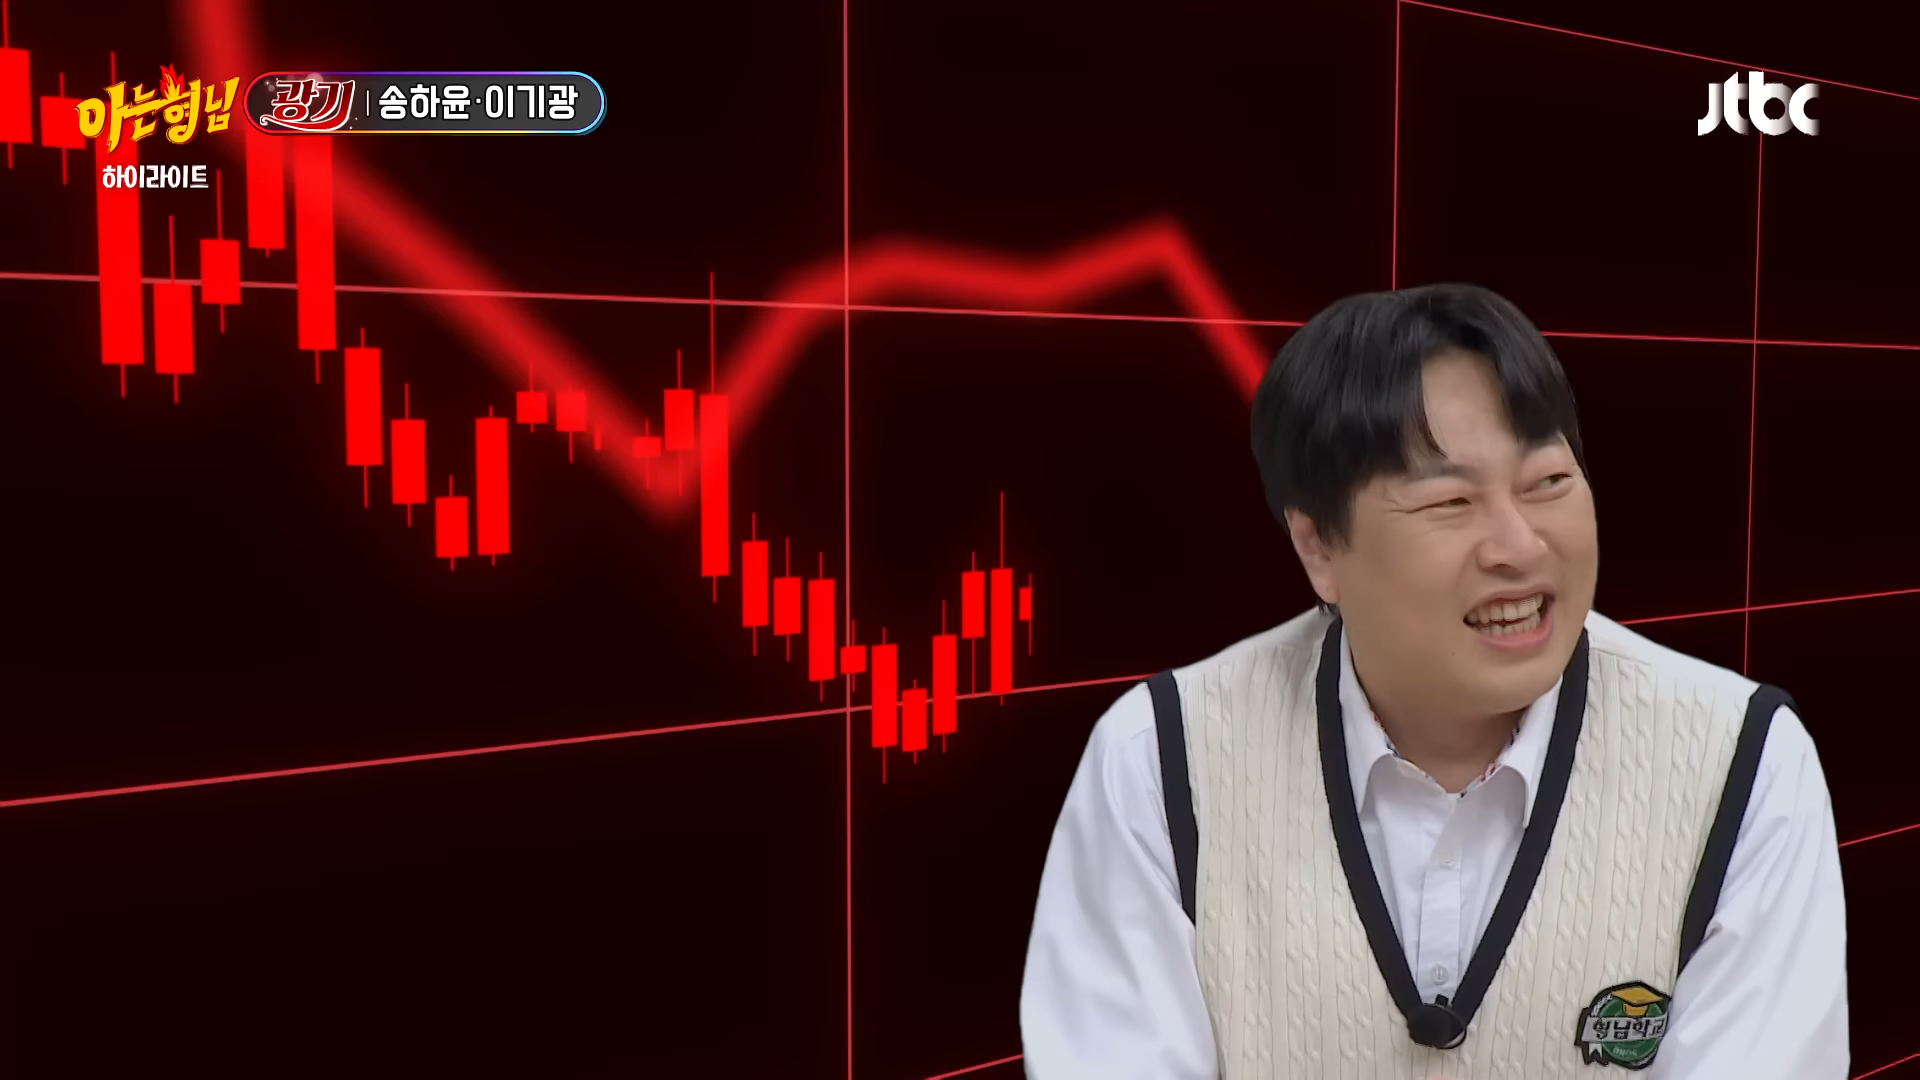 아는형님
광기 | 송하윤·이기광
하이라이트
jtbc
형님학교